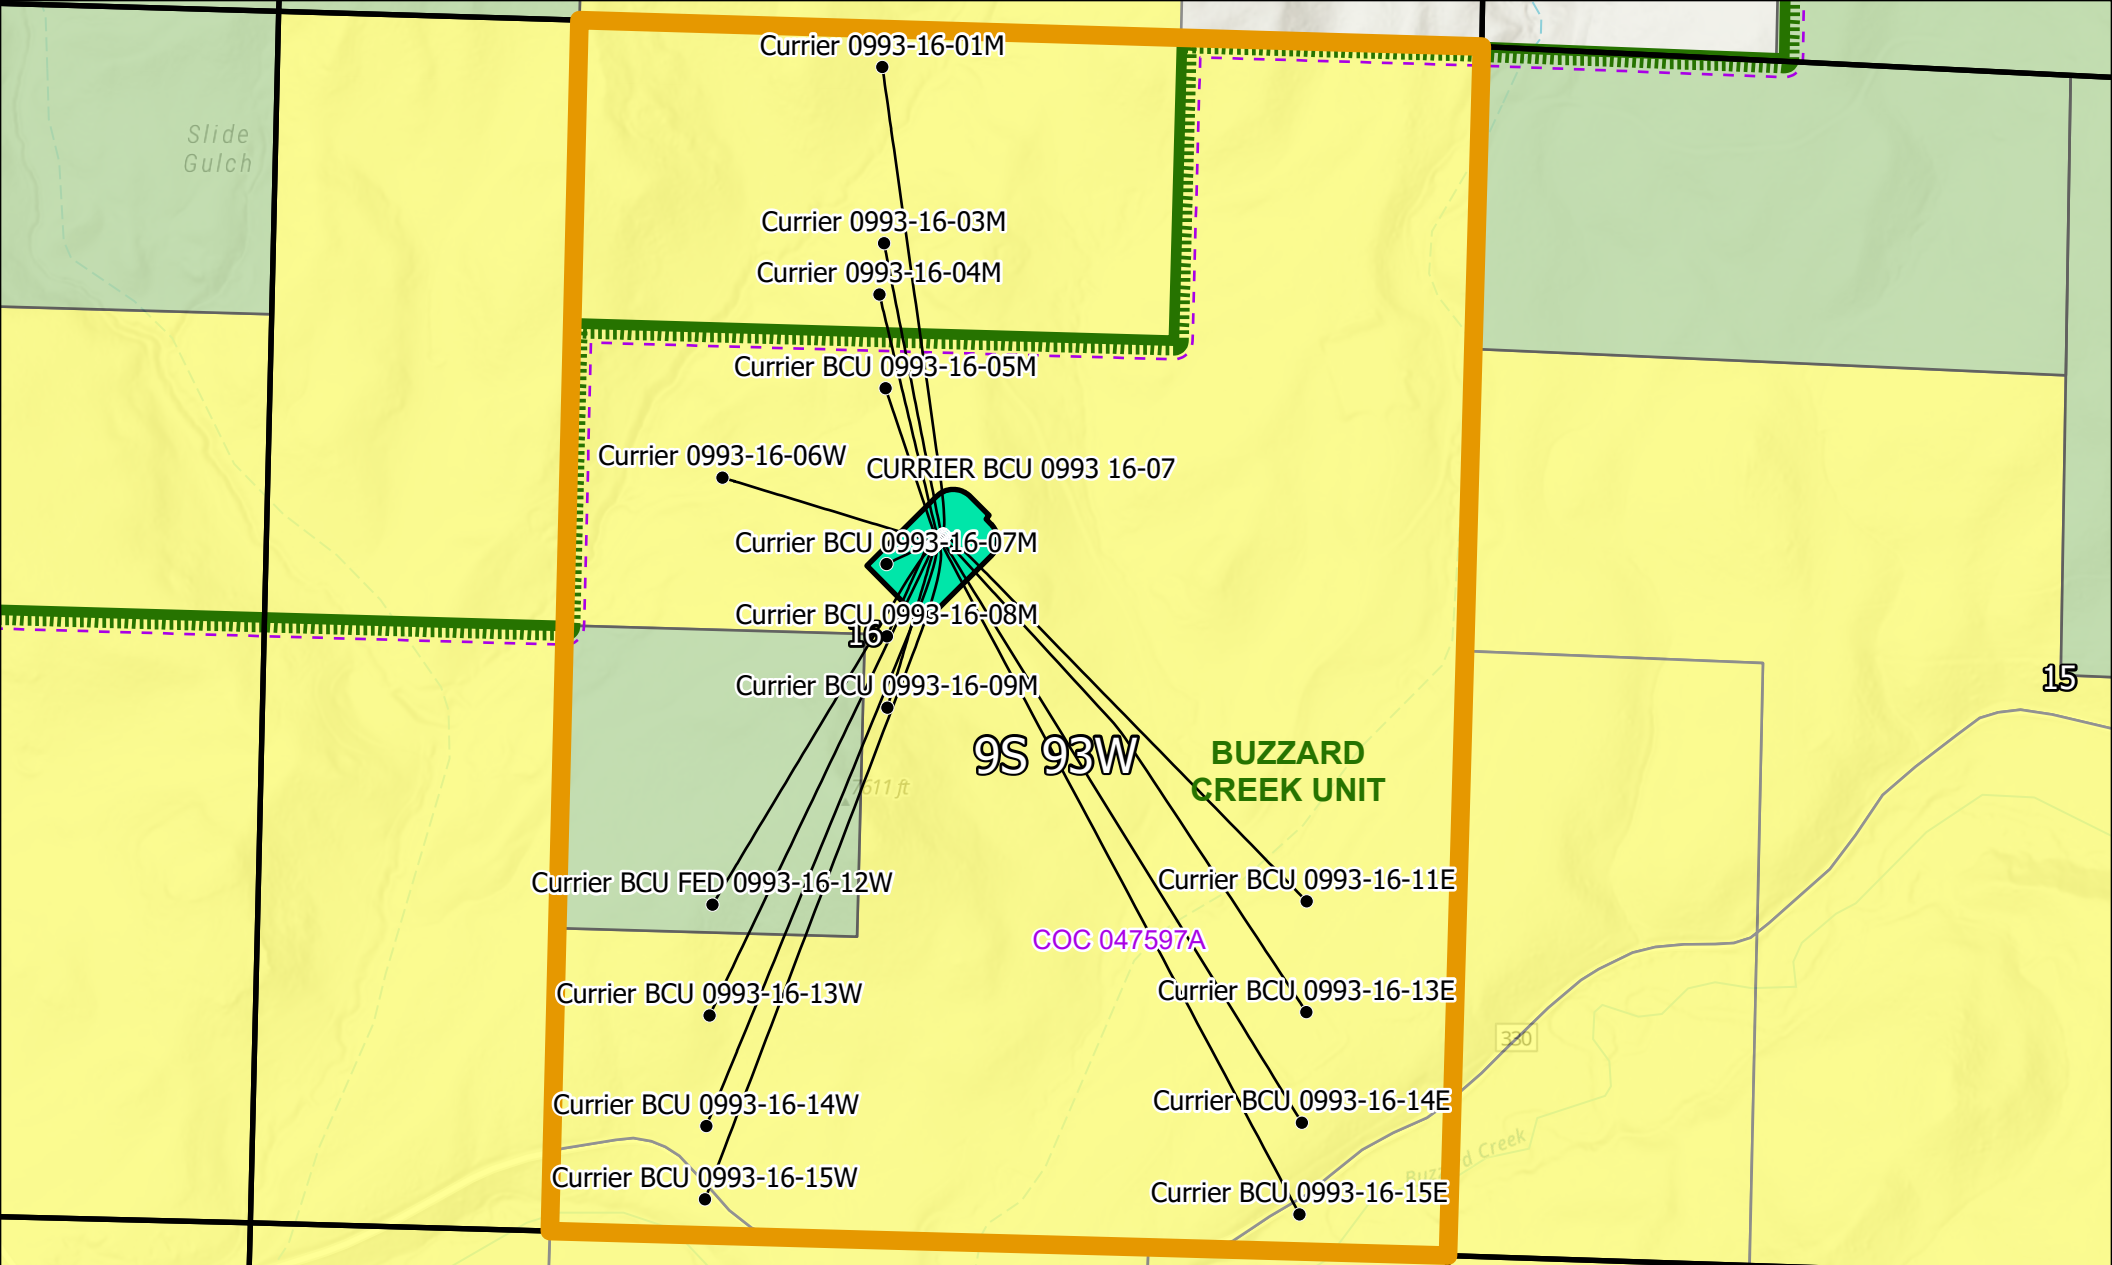 Currier 0993-16-01M
Slide
Gulch
Currier 0993-16-03M
Currier 0993-16-04M
Currier BCU 0993-16-05M
Currier 0993-16-06W
CURRIER BCU 0993 16-07
Currier BCU 0993-16-07M
Currier BCU 0993-16-08M
16
15
Currier BCU 0993-16-09M
9S 93W
BUZZARD
CREEK UNIT
7611 ft
Currier BCU FED 0993-16-12W
Currier BCU 0993-16-11E
COC 047597A
Currier BCU 0993-16-13W
Currier BCU 0993-16-13E
330
Currier BCU 0993-16-14W
Currier BCU 0993-16-14E
Buzzard Creek
Currier BCU 0993-16-15W
Currier BCU 0993-16-15E